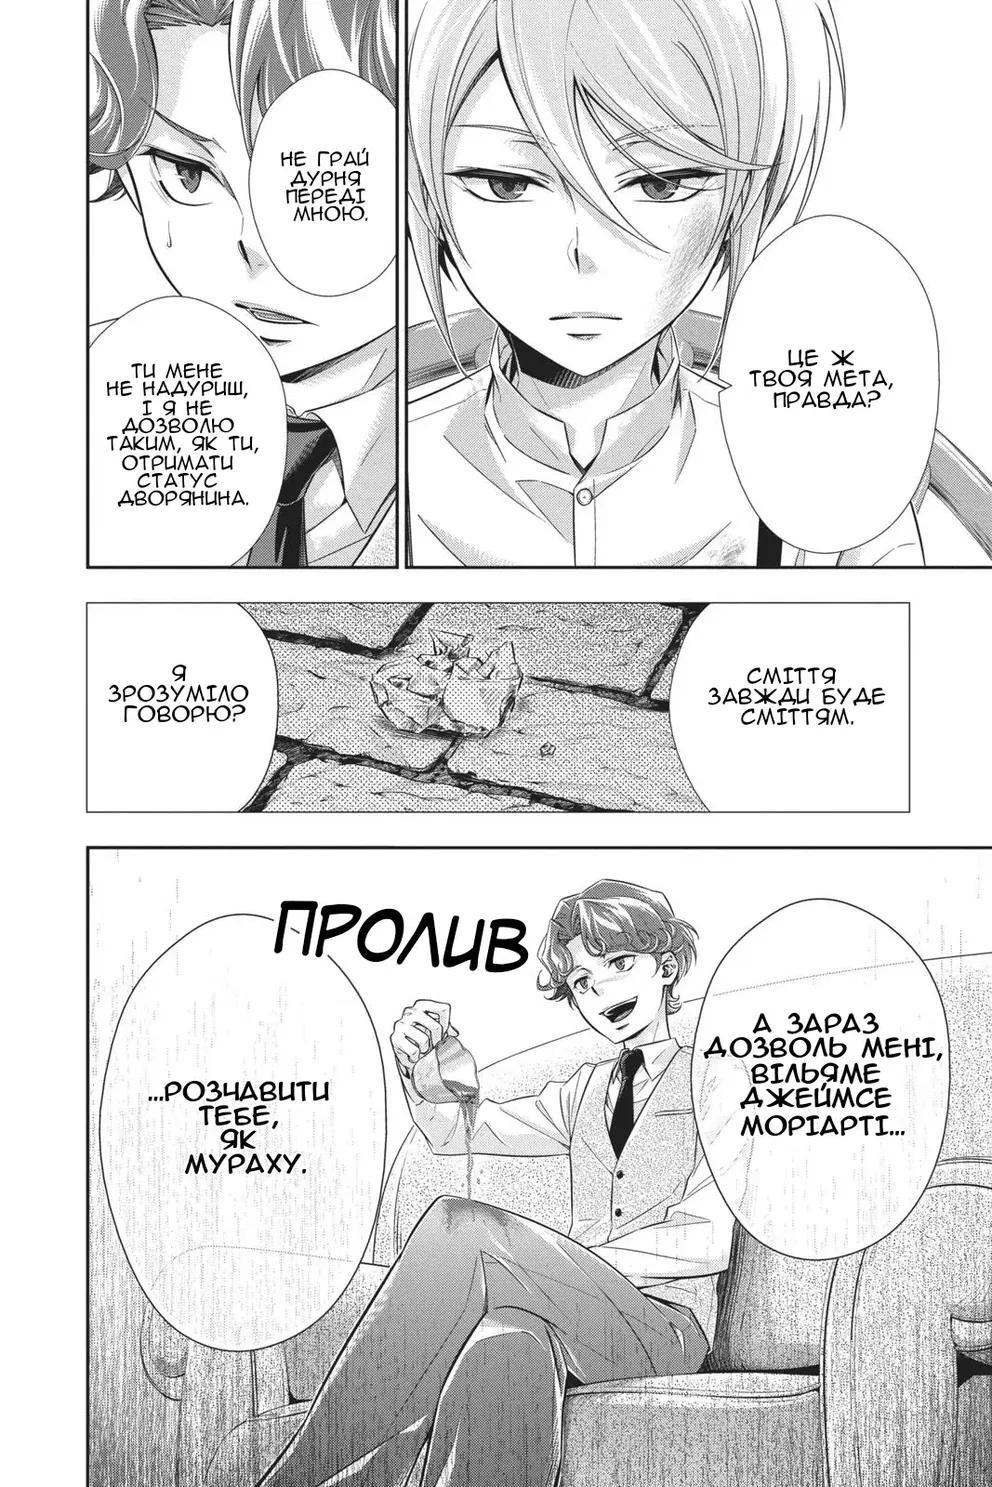 ЦЕ Ж
ТВОЯ МЕТА,
ПРАВДА?
НЕ ГРАЙ
ДУРНЯ
ПЕРЕДІ
МНОЮ.
ТИ МЕНЕ
НЕ НАДУРИШ,
І Я НЕ
ДОЗВОЛЮ
ТАКИМ, ЯК ТИ,
ОТРИМАТИ
СТАТУС
ДВОРЯНИНА.
СМІТТЯ
ЗАВЖДИ БУДЕ
СМІТТЯМ.
Я
ЗРОЗУМІЛО
ГОВОРЮ?
ПРОЛИВ
А ЗАРАЗ
ДОЗВОЛЬ МЕНІ,
ВІЛЬЯМЕ
ДЖЕЙМСЕ
МОРІАРТІ...
...РОЗЧАВИТИ
ТЕБЕ,
ЯК
МУРАХУ.